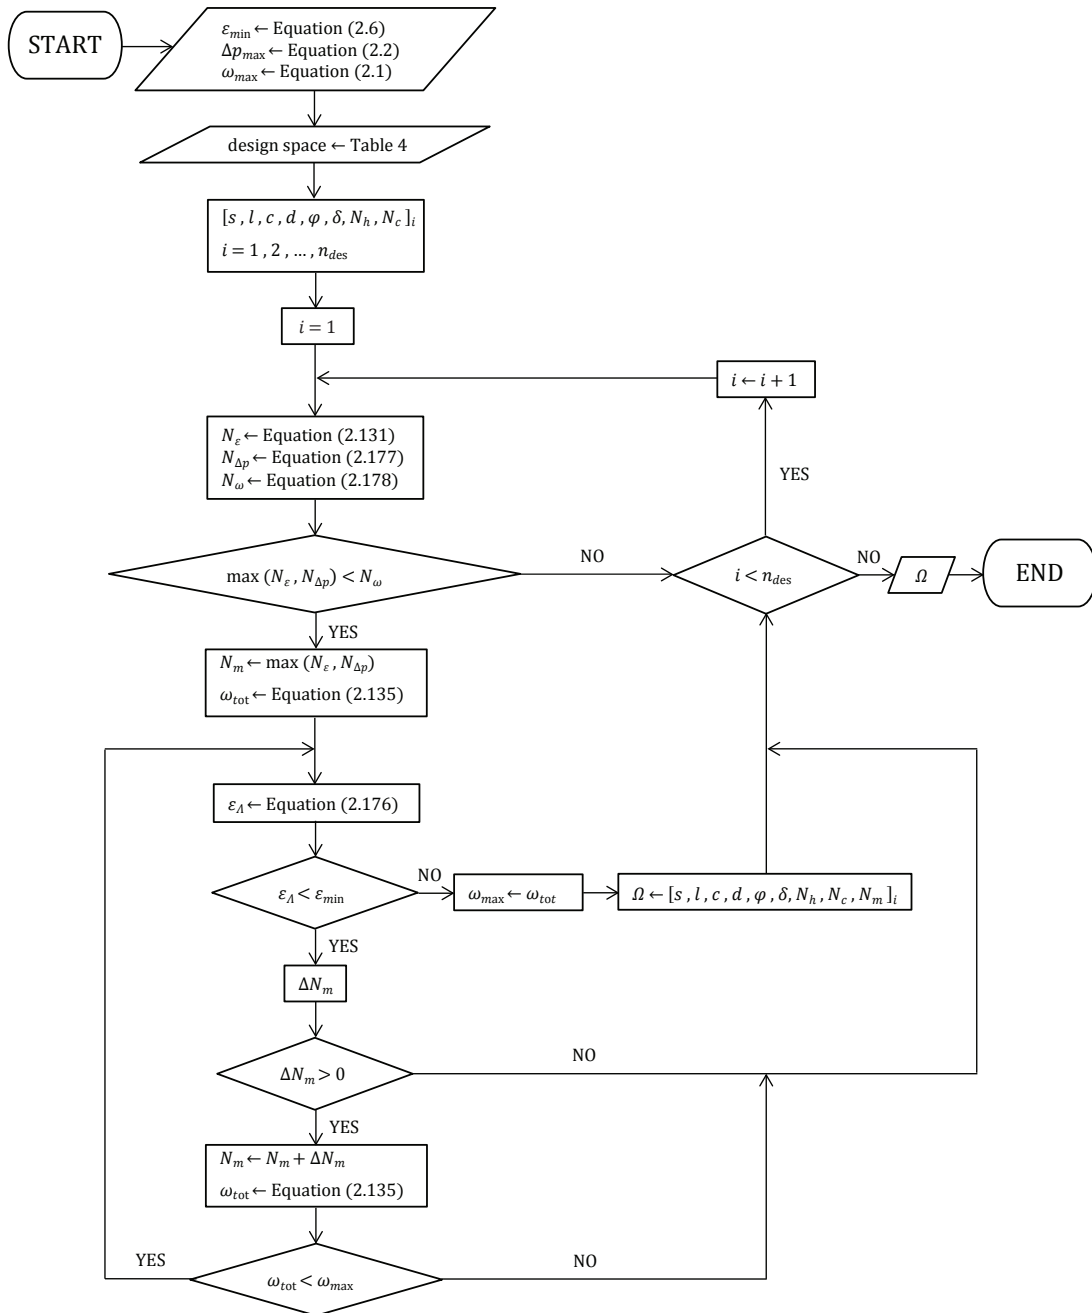 START
ε_min ← Equation (2.6)
Δp_max ← Equation (2.2)
ω_max ← Equation (2.1)
design space ← Table 4
[s , l , c , d , φ , δ, N_h , N_c ]_i
i = 1 , 2 , ... , n_des
i = 1
i ← i + 1
N_ε ← Equation (2.131)
N_Δp ← Equation (2.177)
N_ω ← Equation (2.178)
YES
max (N_ε , N_Δp) < N_ω
NO
i < n_des
NO
Ω
END
YES
N_m ← max (N_ε , N_Δp)
ω_tot ← Equation (2.135)
ε_Λ ← Equation (2.176)
ε_Λ < ε_min
NO
ω_max ← ω_tot
Ω ← [s , l , c , d , φ , δ, N_h , N_c , N_m ]_i
YES
ΔN_m
ΔN_m > 0
NO
YES
N_m ← N_m + ΔN_m
ω_tot ← Equation (2.135)
YES
ω_tot < ω_max
NO